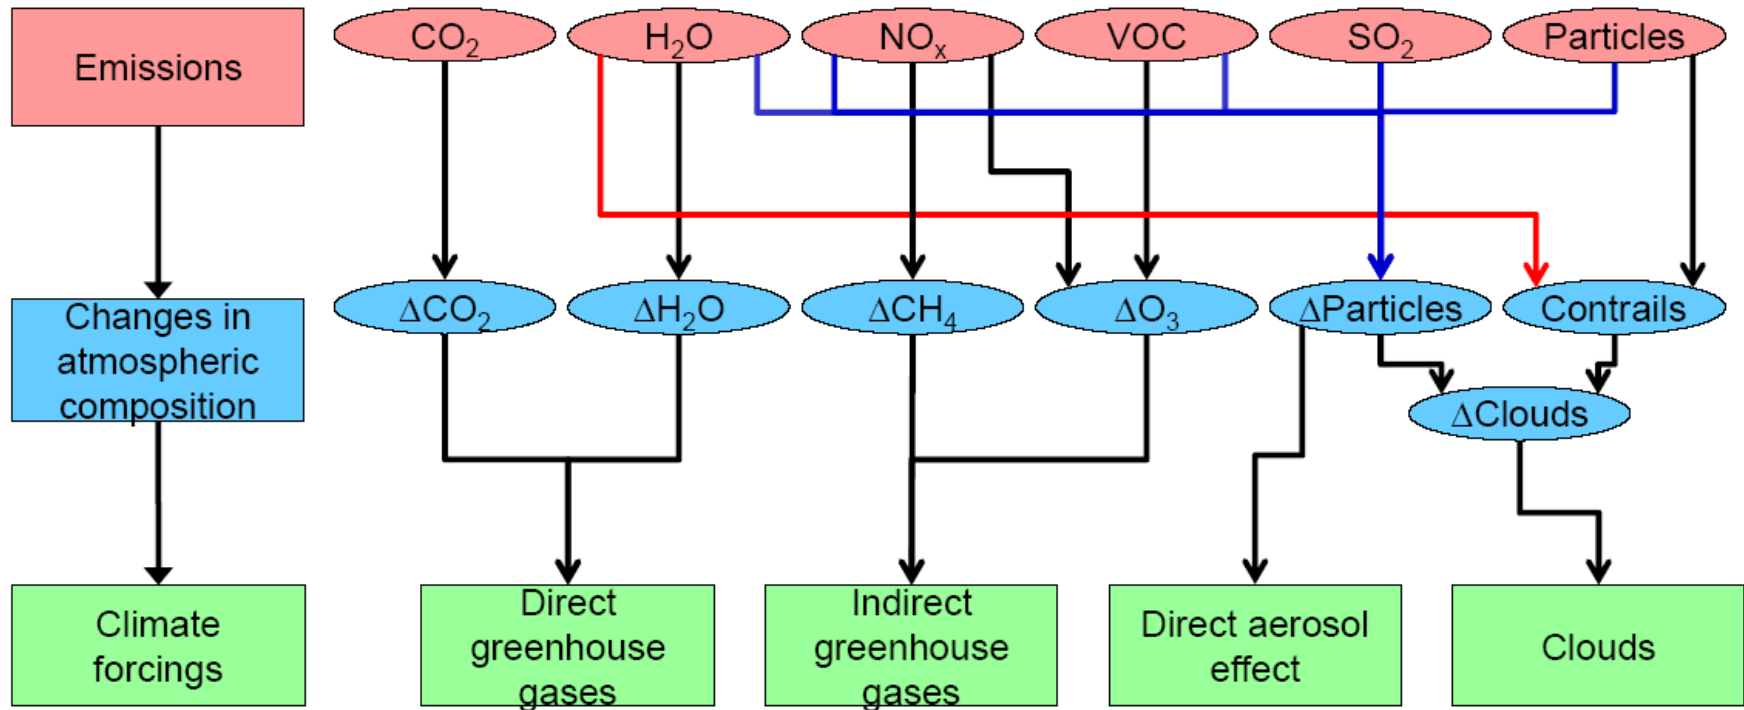 Emissions
CO₂
H₂O
NOₓ
VOC
SO₂
Particles
Changes in
atmospheric
composition
ΔCO₂
ΔH₂O
ΔCH₄
ΔO₃
ΔParticles
Contrails
ΔClouds
Climate
forcings
Direct
greenhouse
gases
Indirect
greenhouse
gases
Direct aerosol
effect
Clouds